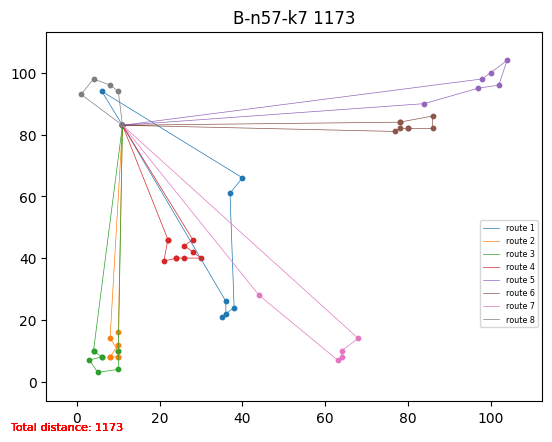 B-n57-k7 1173
100
80
60
40
20
0
0
20
40
60
80
100
route 1
route 2
route 3
route 4
route 5
route 6
route 7
route 8
Total distance: 1173